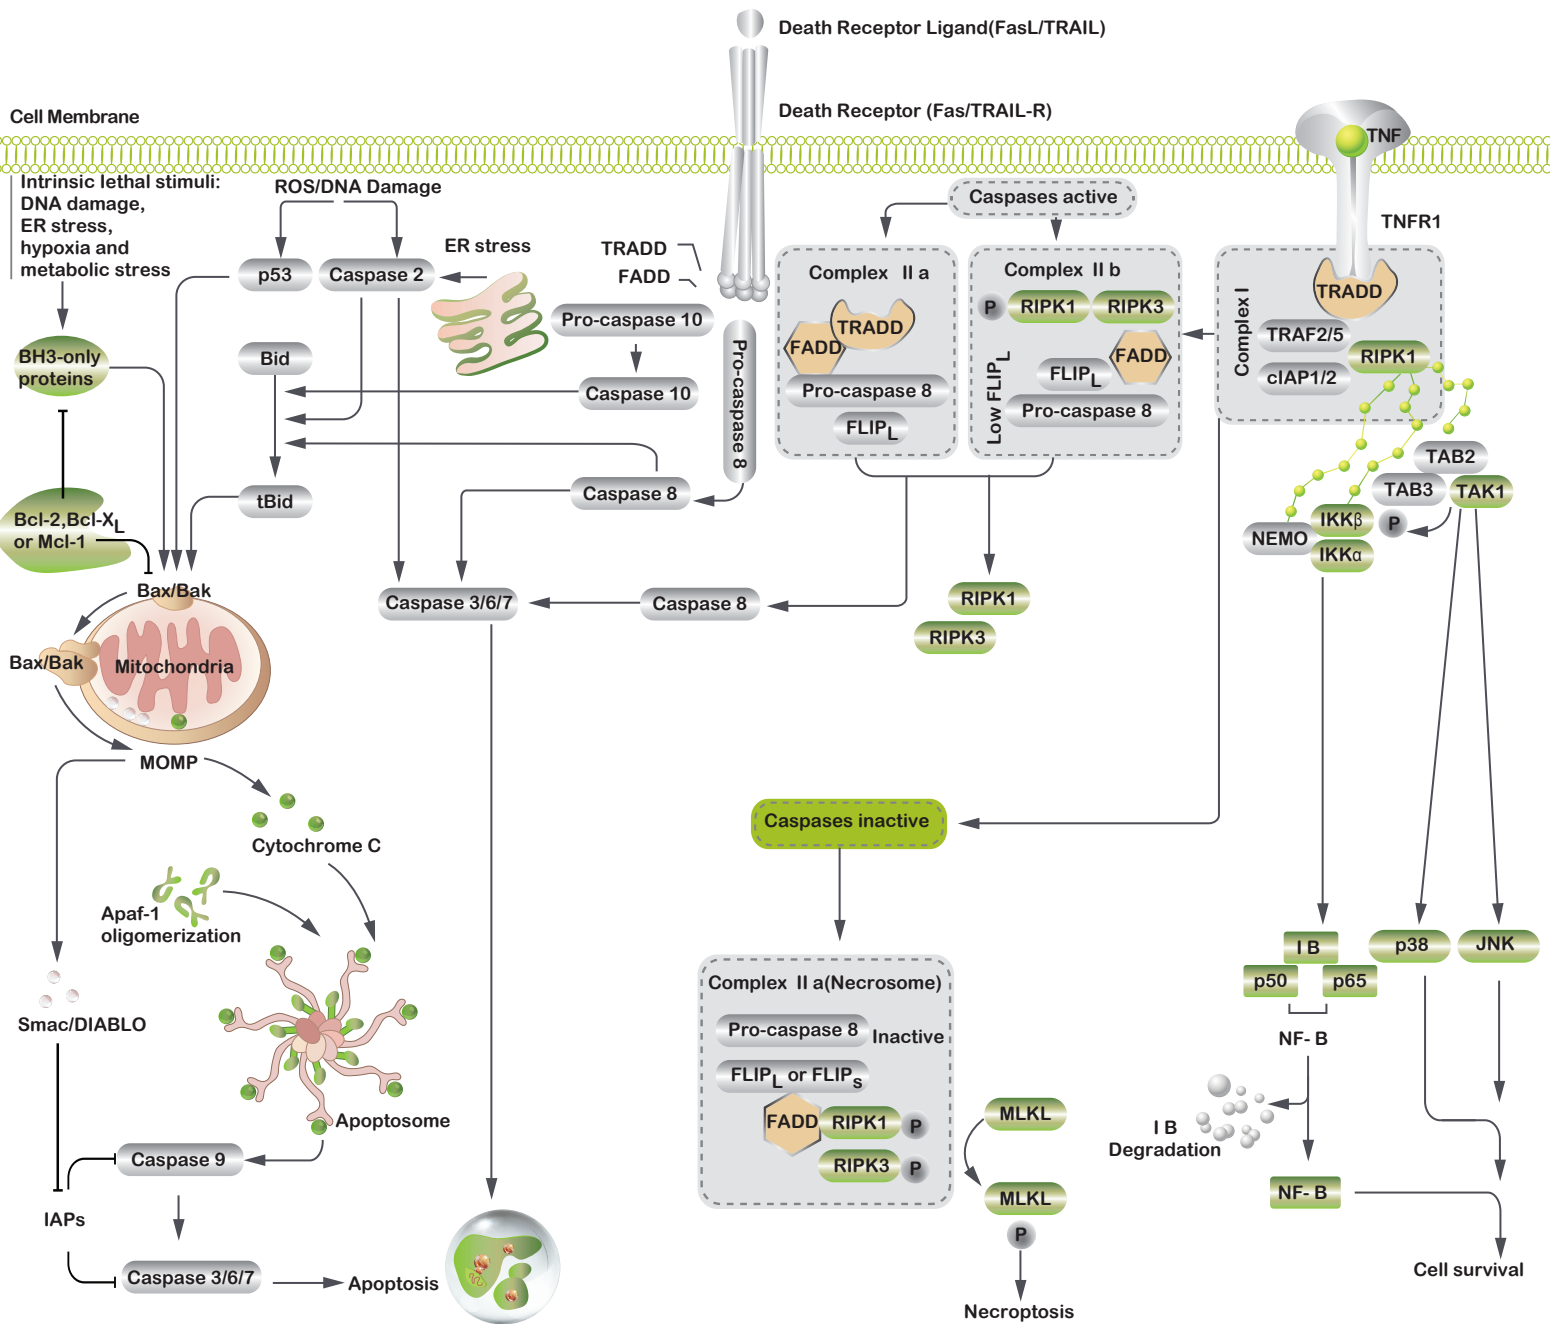 Death Receptor Ligand(FasL/TRAIL)
Cell Membrane
Death Receptor (Fas/TRAIL-R)
TNF
TNFR1
Intrinsic lethal stimuli:
DNA damage,
ER stress,
hypoxia and
metabolic stress
ROS/DNA Damage
p53
Caspase 2
ER stress
TRADD
FADD
Caspases active
Complex II a
FADD
TRADD
Pro-caspase 8
FLIPL
Complex II b
P
RIPK1
RIPK3
FADD
FLIPL
Pro-caspase 8
Low FLIPL
Complex I
TRADD
TRAF2/5
RIPK1
cIAP1/2
BH3-only
proteins
Bid
Pro-caspase 10
Caspase 10
Pro-caspase 8
Caspase 8
tBid
Bcl-2,Bcl-XL
or Mcl-1
TAB2
TAB3
TAK1
P
IKKβ
NEMO
IKKα
Bax/Bak
Bax/Bak
Mitochondria
Caspase 3/6/7
Caspase 8
RIPK1
RIPK3
MOMP
Cytochrome C
Apaf-1
oligomerization
Smac/DIABLO
Apoptosome
Caspase 9
IAPs
Caspase 3/6/7
Apoptosis
Caspases inactive
Complex II a(Necrosome)
Pro-caspase 8
Inactive
FLIPL or FLIPs
FADD
RIPK1
P
RIPK3
P
MLKL
MLKL
P
Necroptosis
I B
p50
p65
p38
JNK
NF- B
I B
Degradation
NF- B
Cell survival